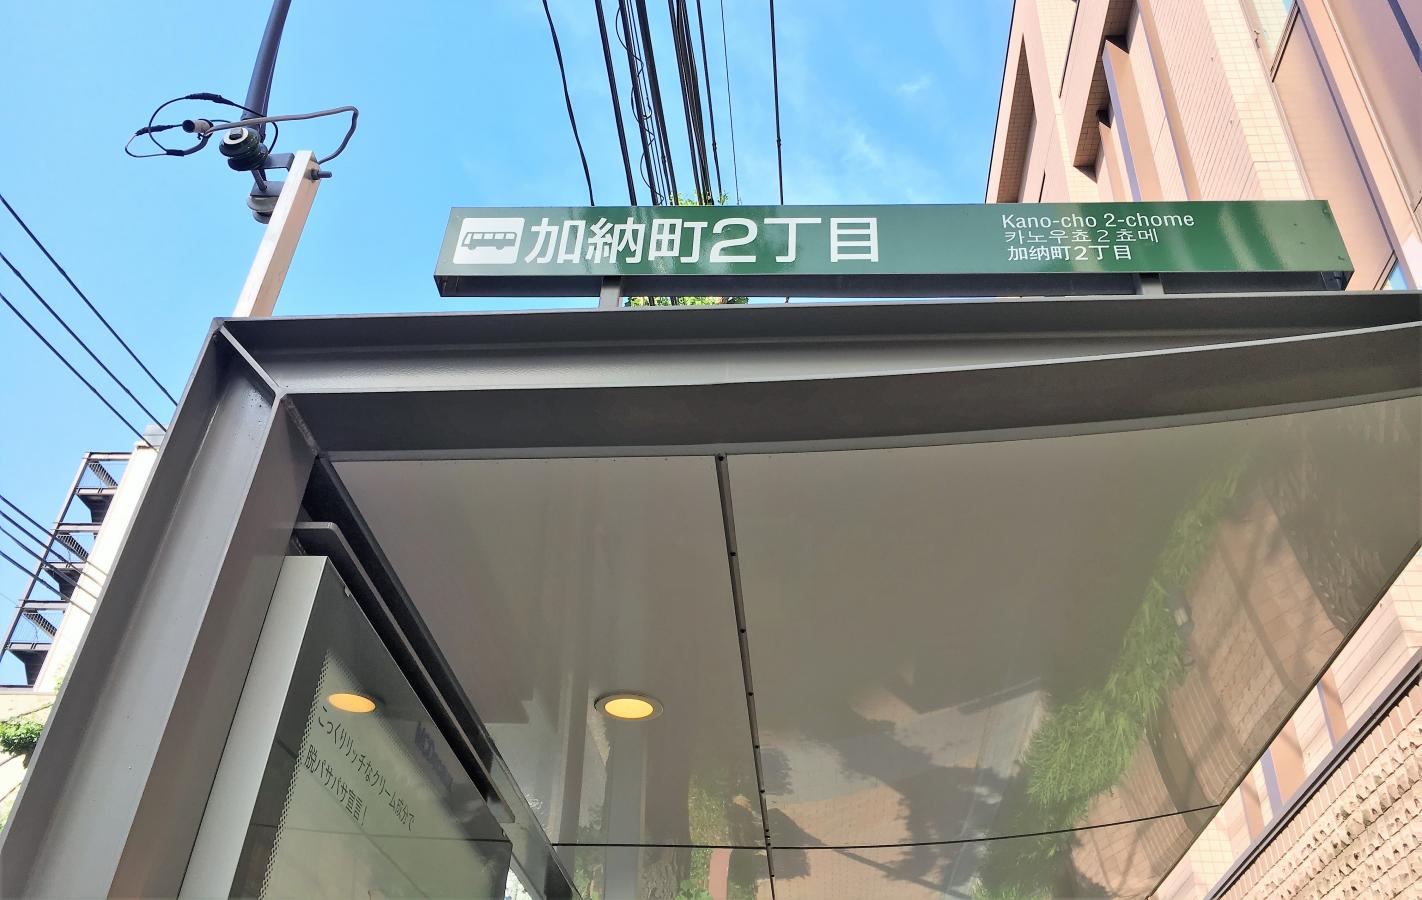 加納町2丁目
Kano-cho 2-chome
카노우쵸 2 쵸메
加纳町2丁目
こっくりリッチなクリーム成分で
脱パサパサ宣言！